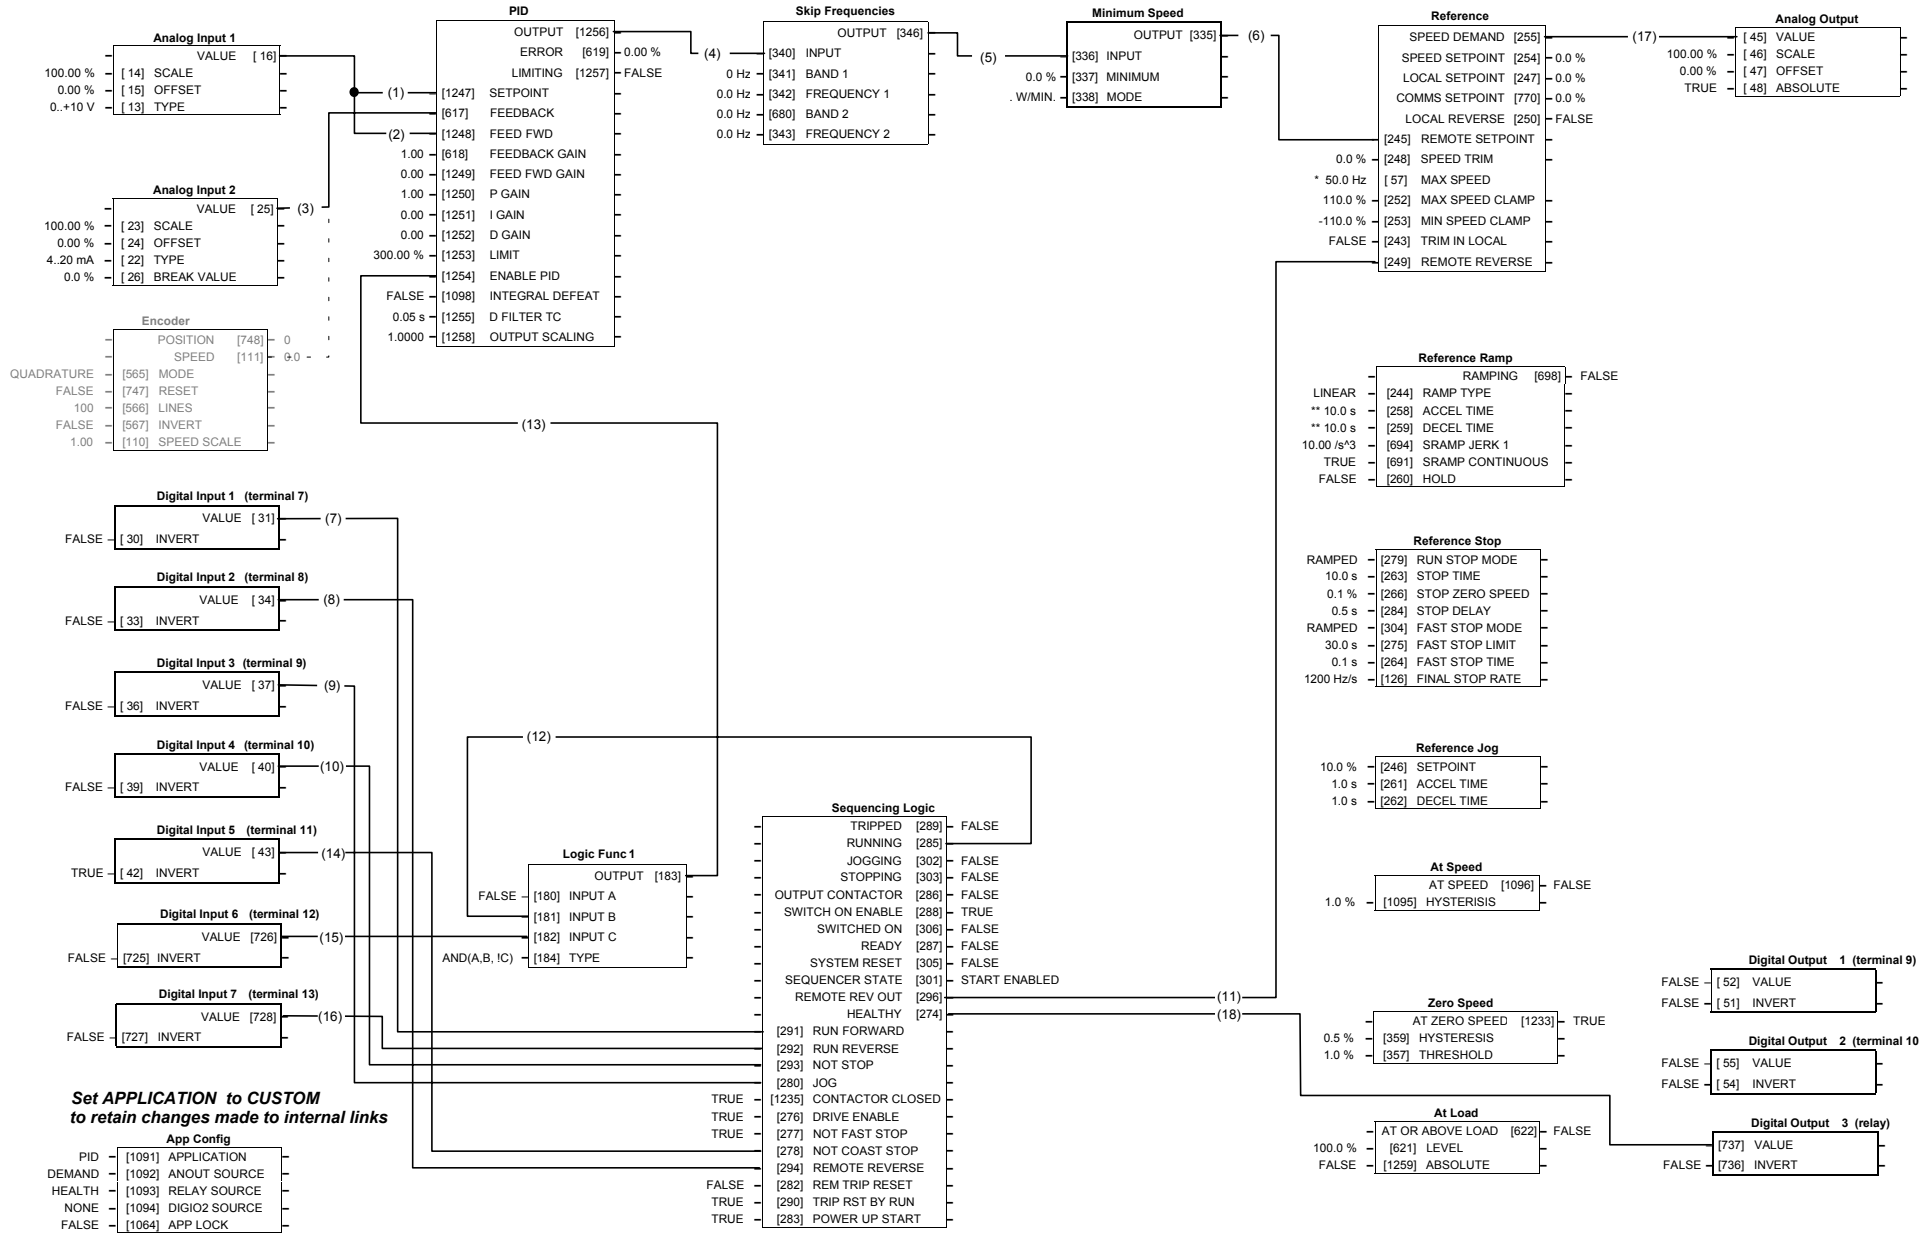 Analog Input 1
VALUE [ 16]
100.00 % [ 14] SCALE
0.00 % [ 15] OFFSET
0..+10 V [ 13] TYPE
Analog Input 2
VALUE [ 25] (3)
100.00 % [ 23] SCALE
0.00 % [ 24] OFFSET
4..20 mA [ 22] TYPE
0.0 % [ 26] BREAK VALUE
Encoder
POSITION [748] 0
SPEED [111] 0.0
QUADRATURE [565] MODE
FALSE [747] RESET
100 [566] LINES
FALSE [567] INVERT
1.00 [110] SPEED SCALE
PID
OUTPUT [1256]
ERROR [619] 0.00 %
LIMITING [1257] FALSE
(1) [1247] SETPOINT
[617] FEEDBACK
(2) [1248] FEED FWD
1.00 [618] FEEDBACK GAIN
0.00 [1249] FEED FWD GAIN
1.00 [1250] P GAIN
0.00 [1251] I GAIN
0.00 [1252] D GAIN
300.00 % [1253] LIMIT
[1254] ENABLE PID
FALSE [1098] INTEGRAL DEFEAT
0.05 s [1255] D FILTER TC
1.0000 [1258] OUTPUT SCALING
(13)
Skip Frequencies
OUTPUT [346]
(4) [340] INPUT
0 Hz [341] BAND 1
0.0 Hz [342] FREQUENCY 1
0.0 Hz [680] BAND 2
0.0 Hz [343] FREQUENCY 2
Minimum Speed
OUTPUT [335] (6)
(5) [336] INPUT
0.0 % [337] MINIMUM
. W/MIN. [338] MODE
Reference
SPEED DEMAND [255] (17)
SPEED SETPOINT [254] 0.0 %
LOCAL SETPOINT [247] 0.0 %
COMMS SETPOINT [770] 0.0 %
LOCAL REVERSE [250] FALSE
[245] REMOTE SETPOINT
0.0 % [248] SPEED TRIM
* 50.0 Hz [ 57] MAX SPEED
110.0 % [252] MAX SPEED CLAMP
-110.0 % [253] MIN SPEED CLAMP
FALSE [243] TRIM IN LOCAL
[249] REMOTE REVERSE
Analog Output
[ 45] VALUE
100.00 % [ 46] SCALE
0.00 % [ 47] OFFSET
TRUE [ 48] ABSOLUTE
Reference Ramp
RAMPING [698] FALSE
LINEAR [244] RAMP TYPE
** 10.0 s [258] ACCEL TIME
** 10.0 s [259] DECEL TIME
10.00 /s^3 [694] SRAMP JERK 1
TRUE [691] SRAMP CONTINUOUS
FALSE [260] HOLD
Digital Input 1 (terminal 7)
VALUE [ 31] (7)
FALSE [ 30] INVERT
Digital Input 2 (terminal 8)
VALUE [ 34] (8)
FALSE [ 33] INVERT
Digital Input 3 (terminal 9)
VALUE [ 37] (9)
FALSE [ 36] INVERT
Digital Input 4 (terminal 10)
VALUE [ 40] (10)
FALSE [ 39] INVERT
Digital Input 5 (terminal 11)
VALUE [ 43] (14)
TRUE [ 42] INVERT
Digital Input 6 (terminal 12)
VALUE [726] (15)
FALSE [725] INVERT
Digital Input 7 (terminal 13)
VALUE [728] (16)
FALSE [727] INVERT
Set APPLICATION to CUSTOM
to retain changes made to internal links
App Config
PID [1091] APPLICATION
DEMAND [1092] ANOUT SOURCE
HEALTH [1093] RELAY SOURCE
NONE [1094] DIGIO2 SOURCE
FALSE [1064] APP LOCK
(12)
Logic Func 1
OUTPUT [183]
FALSE [180] INPUT A
[181] INPUT B
[182] INPUT C
AND(A,B, !C) [184] TYPE
Sequencing Logic
TRIPPED [289] FALSE
RUNNING [285]
JOGGING [302] FALSE
STOPPING [303] FALSE
OUTPUT CONTACTOR [286] FALSE
SWITCH ON ENABLE [288] TRUE
SWITCHED ON [306] FALSE
READY [287] FALSE
SYSTEM RESET [305] FALSE
SEQUENCER STATE [301] START ENABLED
REMOTE REV OUT [296] (11)
HEALTHY [274] (18)
[291] RUN FORWARD
[292] RUN REVERSE
[293] NOT STOP
[280] JOG
TRUE [1235] CONTACTOR CLOSED
TRUE [276] DRIVE ENABLE
TRUE [277] NOT FAST STOP
[278] NOT COAST STOP
[294] REMOTE REVERSE
FALSE [282] REM TRIP RESET
TRUE [290] TRIP RST BY RUN
TRUE [283] POWER UP START
Reference Stop
RAMPED [279] RUN STOP MODE
10.0 s [263] STOP TIME
0.1 % [266] STOP ZERO SPEED
0.5 s [284] STOP DELAY
RAMPED [304] FAST STOP MODE
30.0 s [275] FAST STOP LIMIT
0.1 s [264] FAST STOP TIME
1200 Hz/s [126] FINAL STOP RATE
Reference Jog
10.0 % [246] SETPOINT
1.0 s [261] ACCEL TIME
1.0 s [262] DECEL TIME
At Speed
AT SPEED [1096] FALSE
1.0 % [1095] HYSTERISIS
Zero Speed
AT ZERO SPEED [1233] TRUE
0.5 % [359] HYSTERESIS
1.0 % [357] THRESHOLD
At Load
AT OR ABOVE LOAD [622] FALSE
100.0 % [621] LEVEL
FALSE [1259] ABSOLUTE
Digital Output 1 (terminal 9)
FALSE [ 52] VALUE
FALSE [ 51] INVERT
Digital Output 2 (terminal 10
FALSE [ 55] VALUE
FALSE [ 54] INVERT
Digital Output 3 (relay)
[737] VALUE
FALSE [736] INVERT